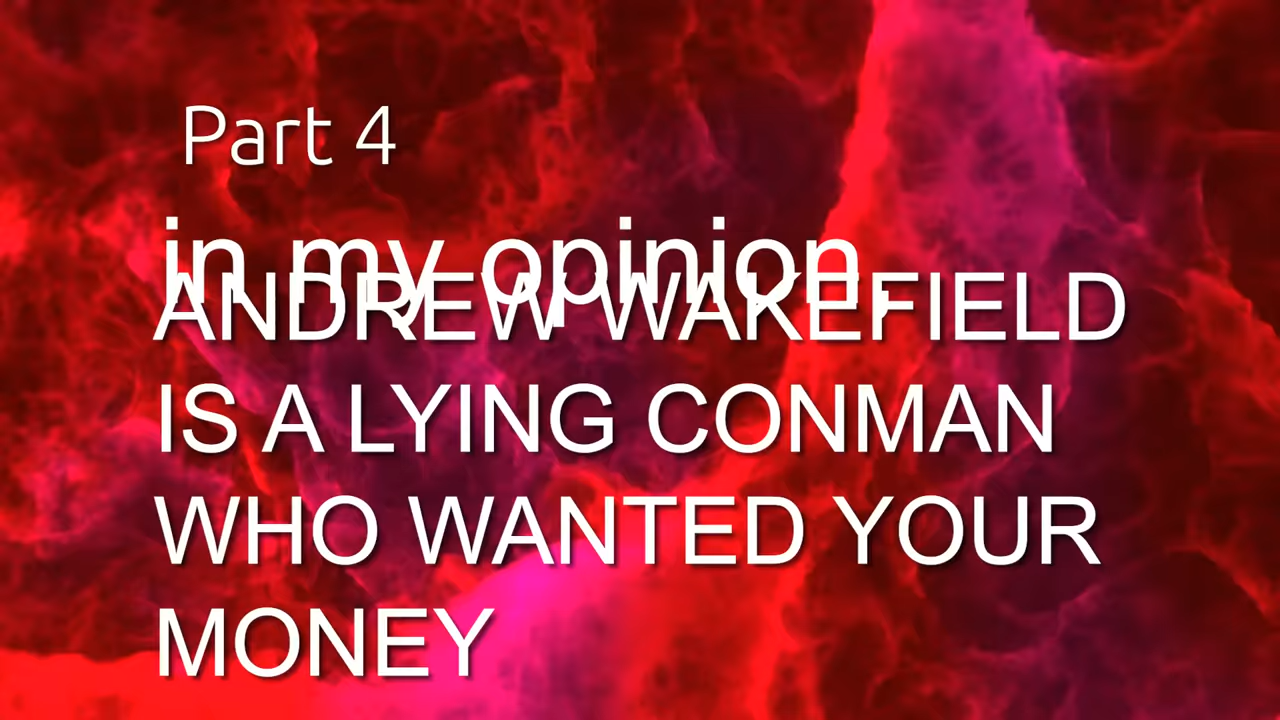 Part 4
in my opinion,
ANDREW WAKEFIELD
IS A LYING CONMAN
WHO WANTED YOUR
MONEY